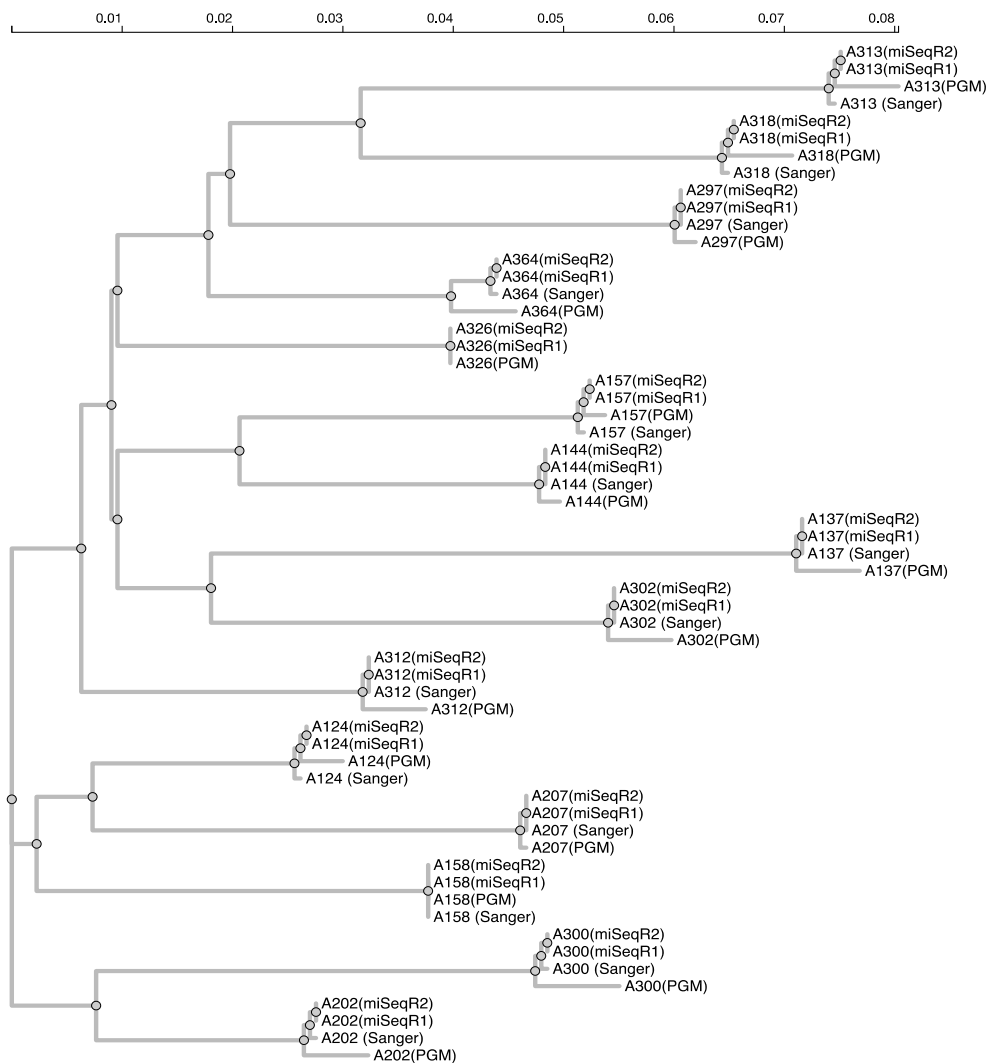 0.01 0.02 0.03 0.04 0.05 0.06 0.07 0.08
A313(miSeqR2)
A313(miSeqR1)
A313(PGM)
A313 (Sanger)
A318(miSeqR2)
A318(miSeqR1)
A318(PGM)
A318 (Sanger)
A297(miSeqR2)
A297(miSeqR1)
A297 (Sanger)
A297(PGM)
A364(miSeqR2)
A364(miSeqR1)
A364 (Sanger)
A364(PGM)
A326(miSeqR2)
A326(miSeqR1)
A326(PGM)
A157(miSeqR2)
A157(miSeqR1)
A157(PGM)
A157 (Sanger)
A144(miSeqR2)
A144(miSeqR1)
A144 (Sanger)
A144(PGM)
A137(miSeqR2)
A137(miSeqR1)
A137 (Sanger)
A137(PGM)
A302(miSeqR2)
A302(miSeqR1)
A302 (Sanger)
A302(PGM)
A312(miSeqR2)
A312(miSeqR1)
A312 (Sanger)
A312(PGM)
A124(miSeqR2)
A124(miSeqR1)
A124(PGM)
A124 (Sanger)
A207(miSeqR2)
A207(miSeqR1)
A207 (Sanger)
A207(PGM)
A158(miSeqR2)
A158(miSeqR1)
A158(PGM)
A158 (Sanger)
A300(miSeqR2)
A300(miSeqR1)
A300 (Sanger)
A300(PGM)
A202(miSeqR2)
A202(miSeqR1)
A202 (Sanger)
A202(PGM)